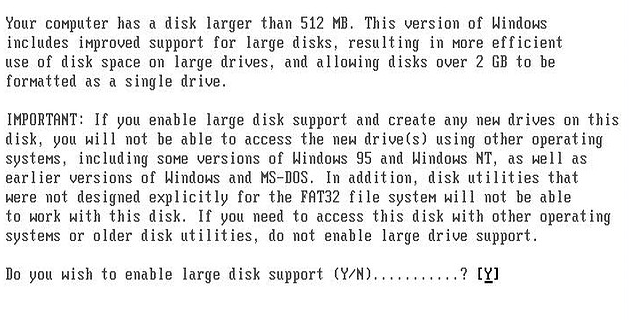 Your computer has a disk larger than 512 MB. This version of Windows
includes improved support for large disks, resulting in more efficient
use of disk space on large drives, and allowing disks over 2 GB to be
formatted as a single drive.
IMPORTANT: If you enable large disk support and create any new drives on this
disk, you will not be able to access the new drive(s) using other operating
systems, including some versions of Windows 95 and Windows NT, as well as
earlier versions of Windows and MS-DOS. In addition, disk utilities that
were not designed explicitly for the FAT32 file system will not be able
to work with this disk. If you need to access this disk with other operating
systems or older disk utilities, do not enable large drive support.
Do you wish to enable large disk support (Y/N)...........? [Y]